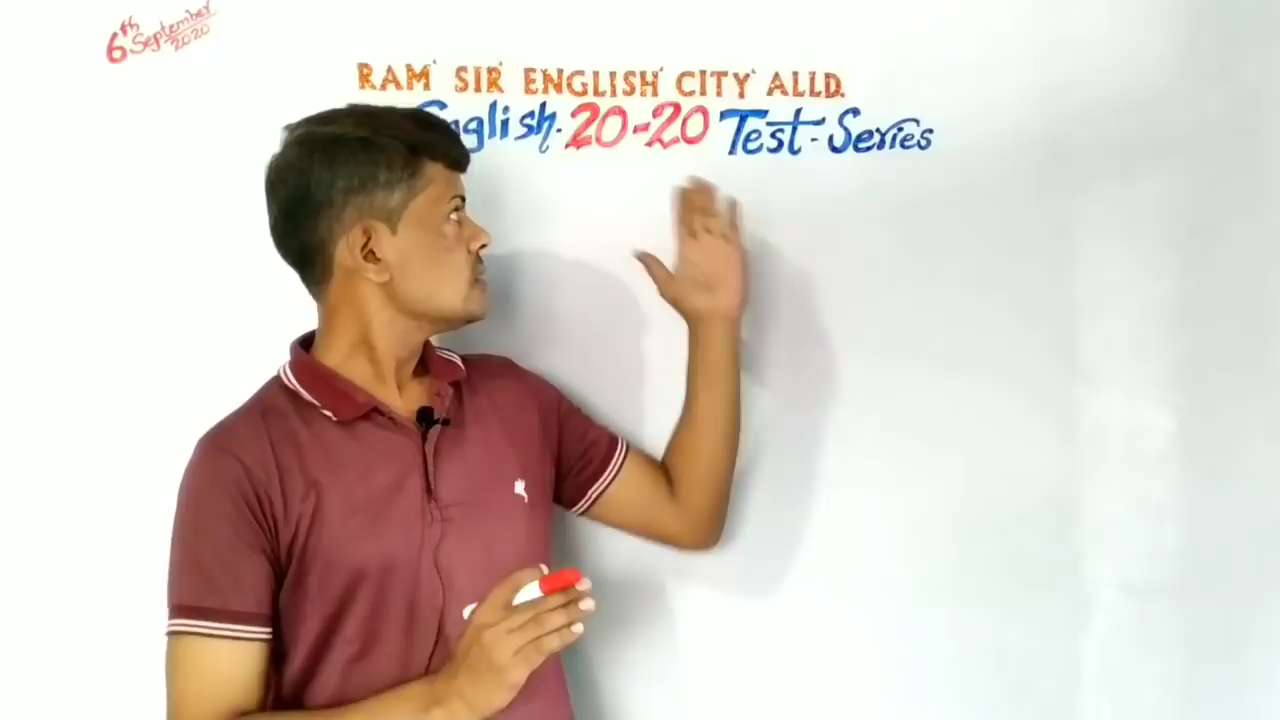 6th September
2020
RAM SIR ENGLISH CITY ALLD.
English 20-20 Test-Series